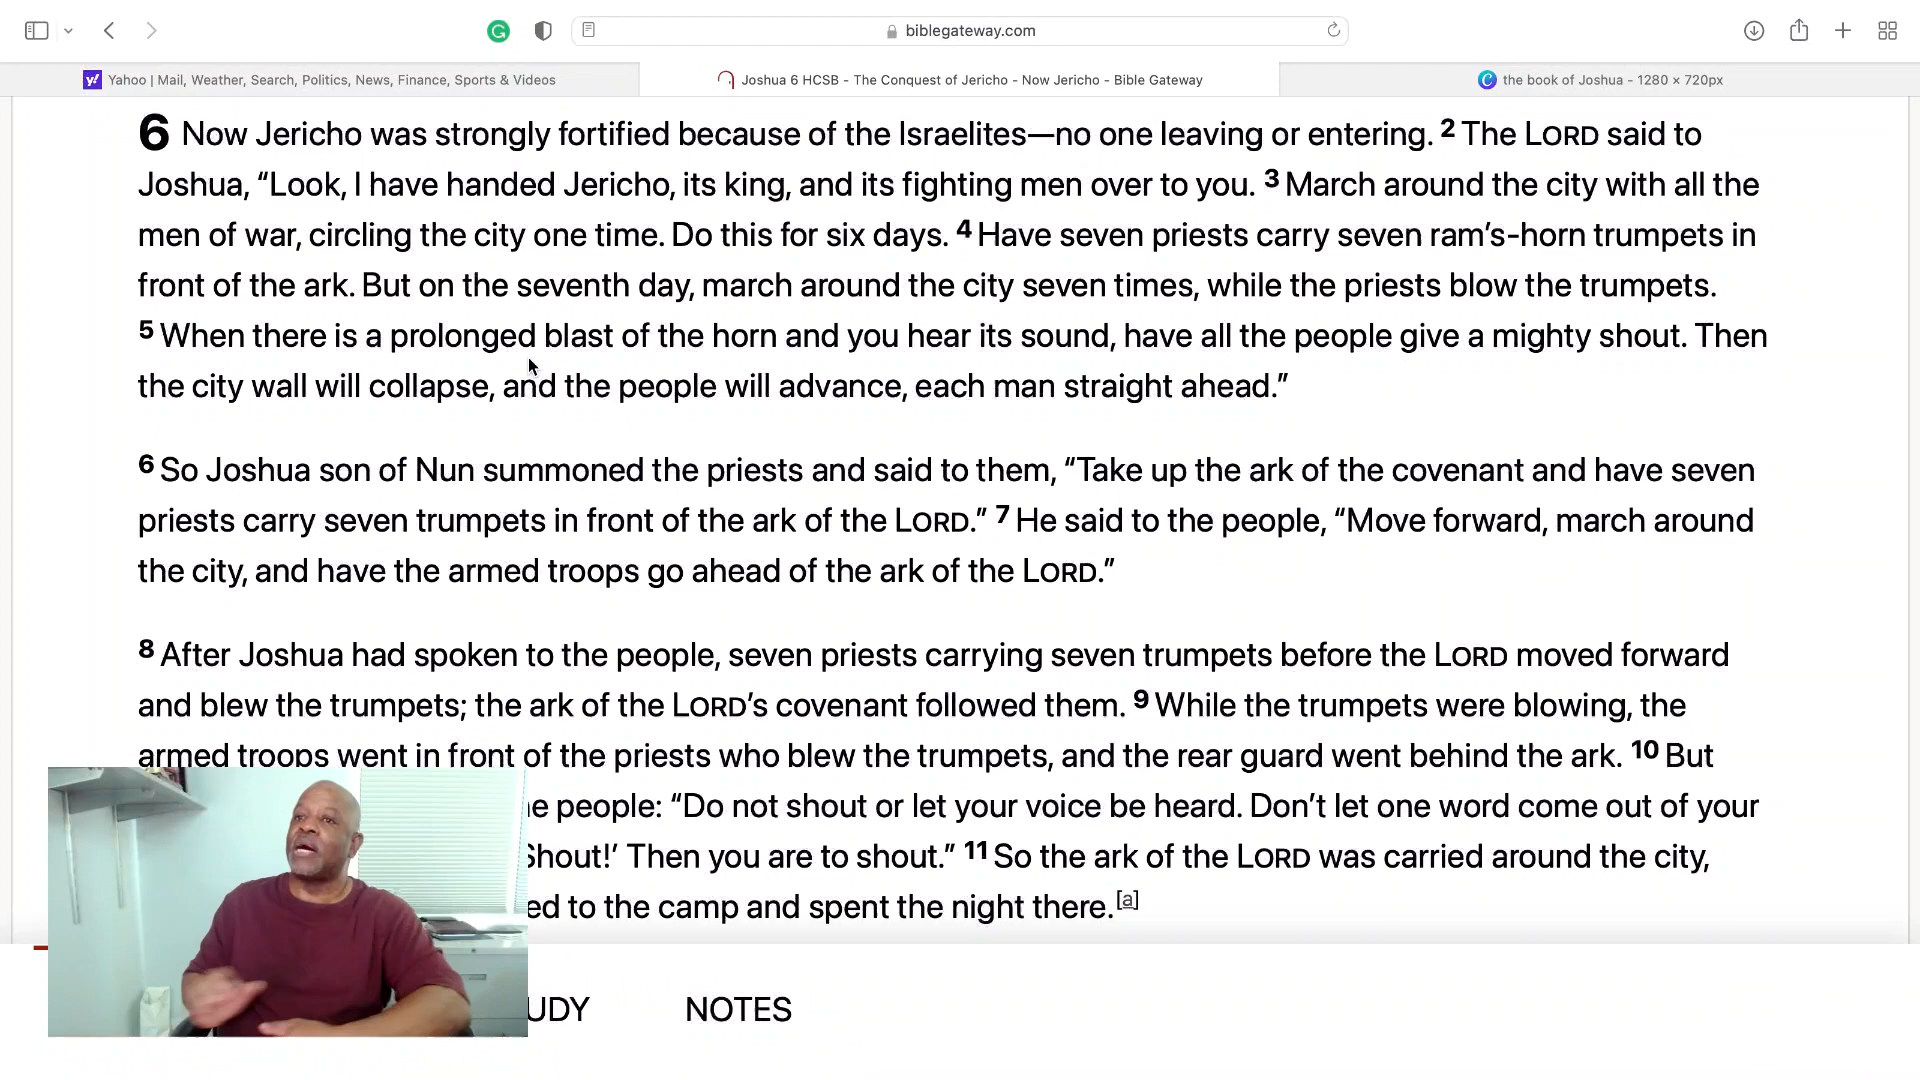 biblegateway.com
Yahoo | Mail, Weather, Search, Politics, News, Finance, Sports & Videos
Joshua 6 HCSB - The Conquest of Jericho - Now Jericho - Bible Gateway
the book of Joshua - 1280 × 720px
6 Now Jericho was strongly fortified because of the Israelites—no one leaving or entering. 2 The LORD said to
Joshua, “Look, I have handed Jericho, its king, and its fighting men over to you. 3 March around the city with all the
men of war, circling the city one time. Do this for six days. 4 Have seven priests carry seven ram’s-horn trumpets in
front of the ark. But on the seventh day, march around the city seven times, while the priests blow the trumpets.
5 When there is a prolonged blast of the horn and you hear its sound, have all the people give a mighty shout. Then
the city wall will collapse, and the people will advance, each man straight ahead.”
6 So Joshua son of Nun summoned the priests and said to them, “Take up the ark of the covenant and have seven
priests carry seven trumpets in front of the ark of the LORD.” 7 He said to the people, “Move forward, march around
the city, and have the armed troops go ahead of the ark of the LORD.”
8 After Joshua had spoken to the people, seven priests carrying seven trumpets before the LORD moved forward
and blew the trumpets; the ark of the LORD’s covenant followed them. 9 While the trumpets were blowing, the
armed troops went in front of the priests who blew the trumpets, and the rear guard went behind the ark. 10 But
people: “Do not shout or let your voice be heard. Don’t let one word come out of your
Shout!’ Then you are to shout.” 11 So the ark of the LORD was carried around the city,
ed to the camp and spent the night there.[a]
UDY NOTES